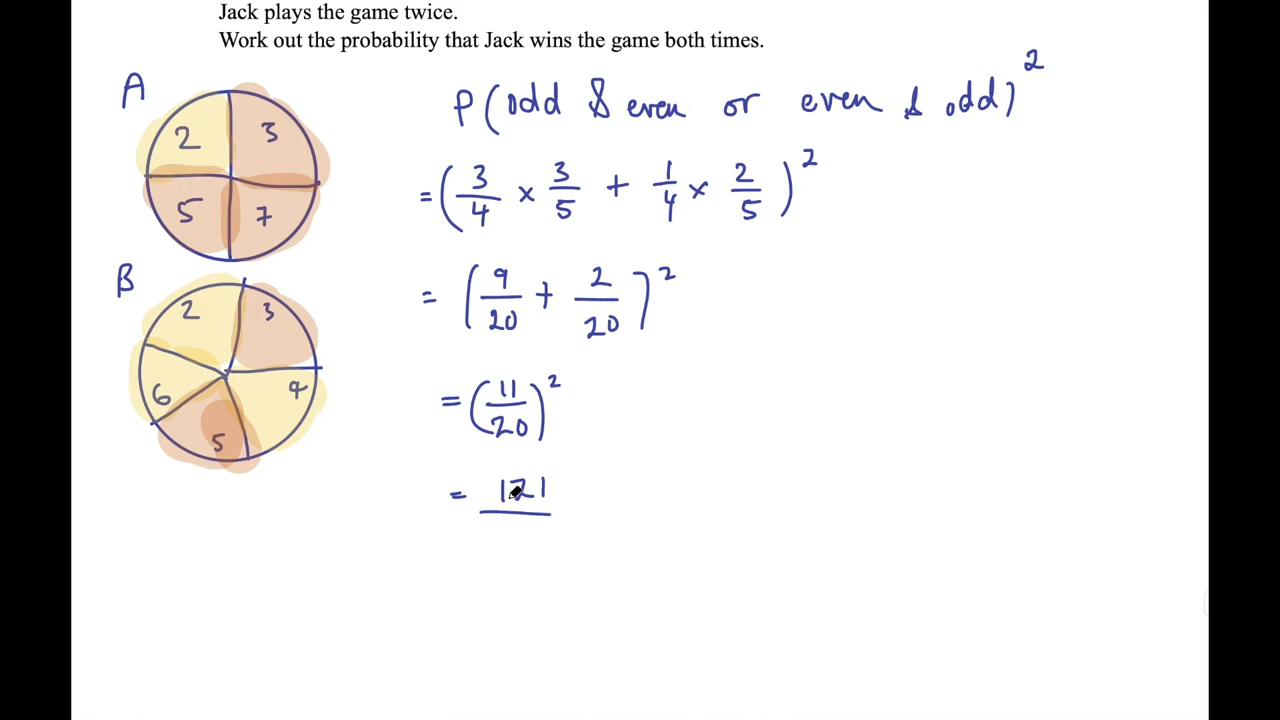 Jack plays the game twice.
Work out the probability that Jack wins the game both times.
A
2 3
5 7
B
2 3
6 4
5
P(odd & even or even & odd)²
= (3/4 × 3/5 + 1/4 × 2/5)²
= (9/20 + 2/20)²
= (11/20)²
= 121